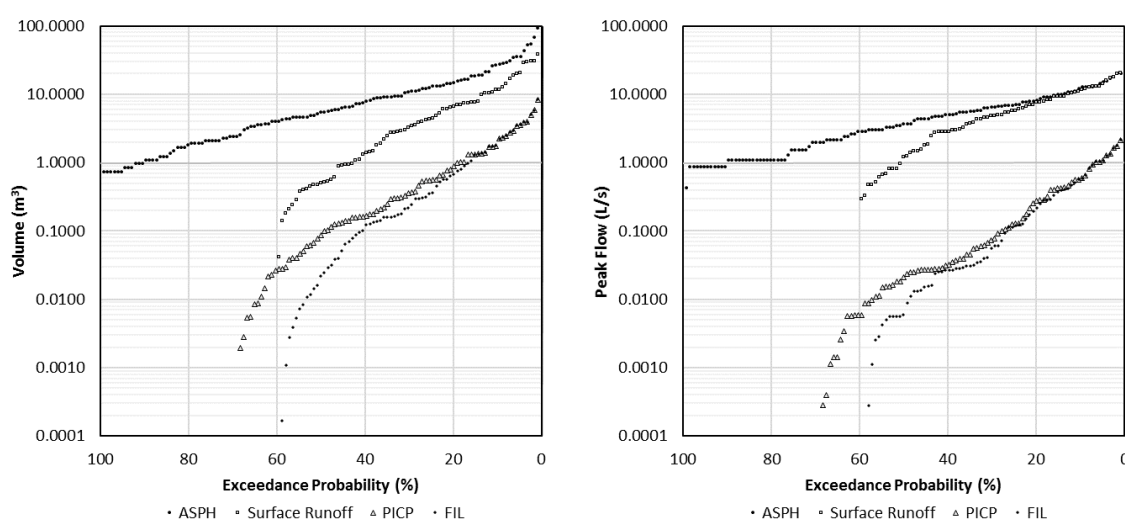 100.0000
10.0000
1.0000
0.1000
0.0100
0.0010
0.0001
Volume (m³)
100 80 60 40 20 0
Exceedance Probability (%)
• ASPH ▫ Surface Runoff △ PICP • FIL
100.0000
10.0000
1.0000
0.1000
0.0100
0.0010
0.0001
Peak Flow (L/s)
100 80 60 40 20 0
Exceedance Probability (%)
• ASPH ▫ Surface Runoff △ PICP • FIL